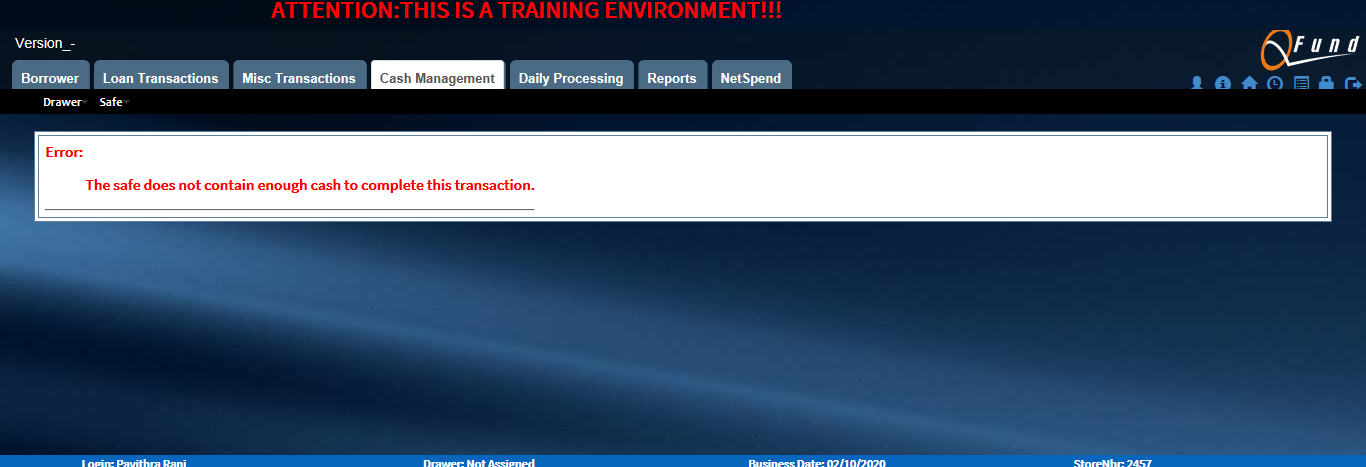 ATTENTION:THIS IS A TRAINING ENVIRONMENT!!!
Version_-
QFund
Borrower Loan Transactions Misc Transactions Cash Management Daily Processing Reports NetSpend
Drawer Safe
Error:
The safe does not contain enough cash to complete this transaction.
Login: Pavithra Rani Drawer: Not Assigned Business Date: 02/10/2020 StoreNbr: 2457